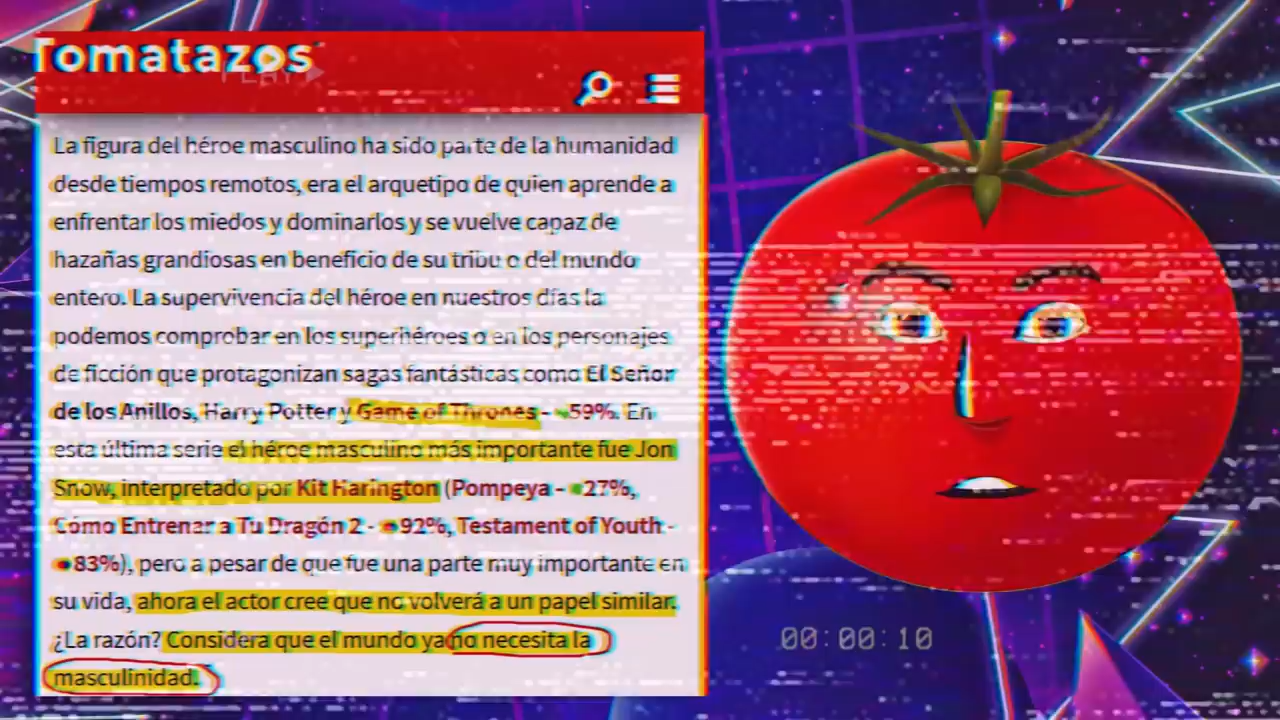 Tomatazos
PLAY
La figura del héroe masculino ha sido parte de la humanidad
desde tiempos remotos, era el arquetipo de quien aprende a
enfrentar los miedos y dominarlos y se vuelve capaz de
hazañas grandiosas en beneficio de su tribu o del mundo
entero. La supervivencia del héroe en nuestros días la
podemos comprobar en los superhéroes o en los personajes
de ficción que protagonizan sagas fantásticas como El Señor
de los Anillos, Harry Potter y Game of Thrones - 59%. En
esta última serie el héroe masculino más importante fue Jon
Snow, interpretado por Kit Harington (Pompeya - 27%,
Cómo Entrenar a Tu Dragón 2 - 92%, Testament of Youth -
83%), pero a pesar de que fue una parte muy importante en
su vida, ahora el actor cree que no volverá a un papel similar.
¿La razón? Considera que el mundo ya no necesita la
masculinidad.
00:00:10